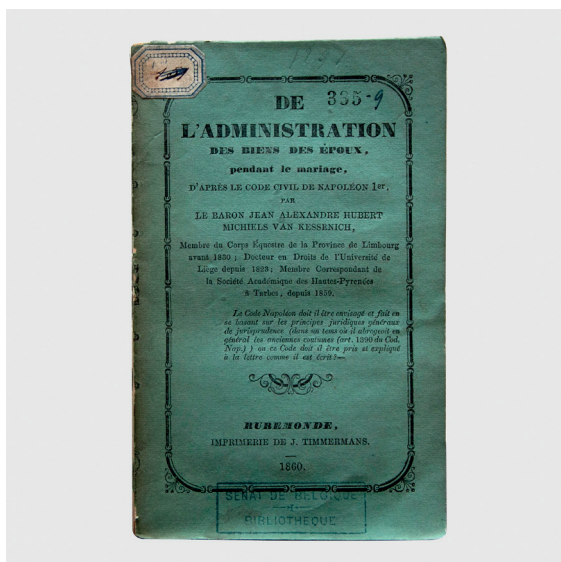 DE 335-9
L'ADMINISTRATION
DES BIENS DES ÉPOUX,
pendant le mariage,
D'APRÈS LE CODE CIVIL DE NAPOLÉON 1er,
PAR
LE BARON JEAN ALEXANDRE HUBERT
MICHIELS VAN KESSENICH,
Membre du Corps Équestre de la Province de Limbourg
avant 1830 ; Docteur en Droits de l'Université de
Liège depuis 1823; Membre Correspondant de
la Société Académique des Hautes-Pyrenées
à Tarbes, depuis 1859.
Le Code Napoléon doit il être envisagé et fait en
se basant sur les principes juridiques généraux
de jurisprudence (dans un tems où il abrogeait en
général les anciennes coutumes (art. 1390 du Cod.
Nap.) ) ou ce Code doit il être pris et expliqué
à la lettre comme il est écrit?—
RUREMONDE,
IMPRIMERIE DE J. TIMMERMANS.
1860.
SÉNAT DE BELGIQUE
BIBLIOTHÈQUE